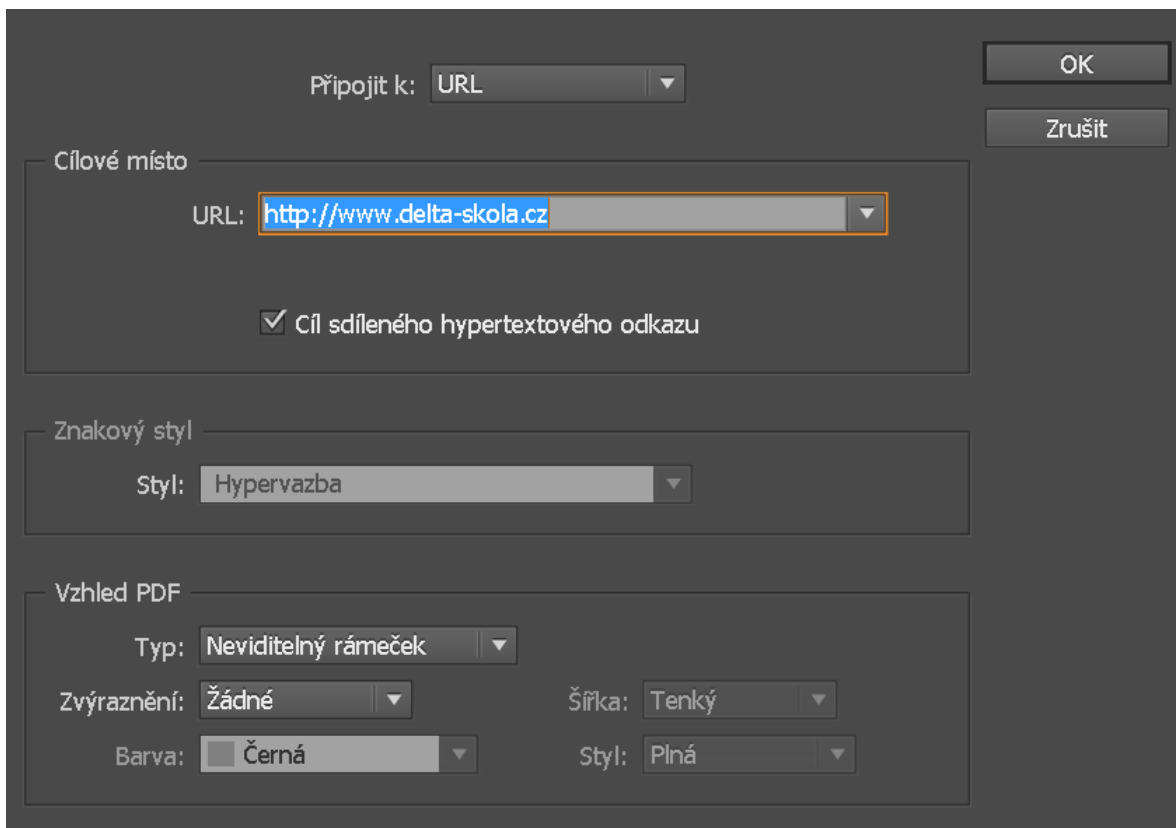 OK
Připojit k: URL
Zrušit
Cílové místo
URL: http://www.delta-skola.cz
Cíl sdíleného hypertextového odkazu
Znakový styl
Styl: Hypervazba
Vzhled PDF
Typ: Neviditelný rámeček
Zvýraznění: Žádné Šířka: Tenký
Barva: Černá Styl: Plná